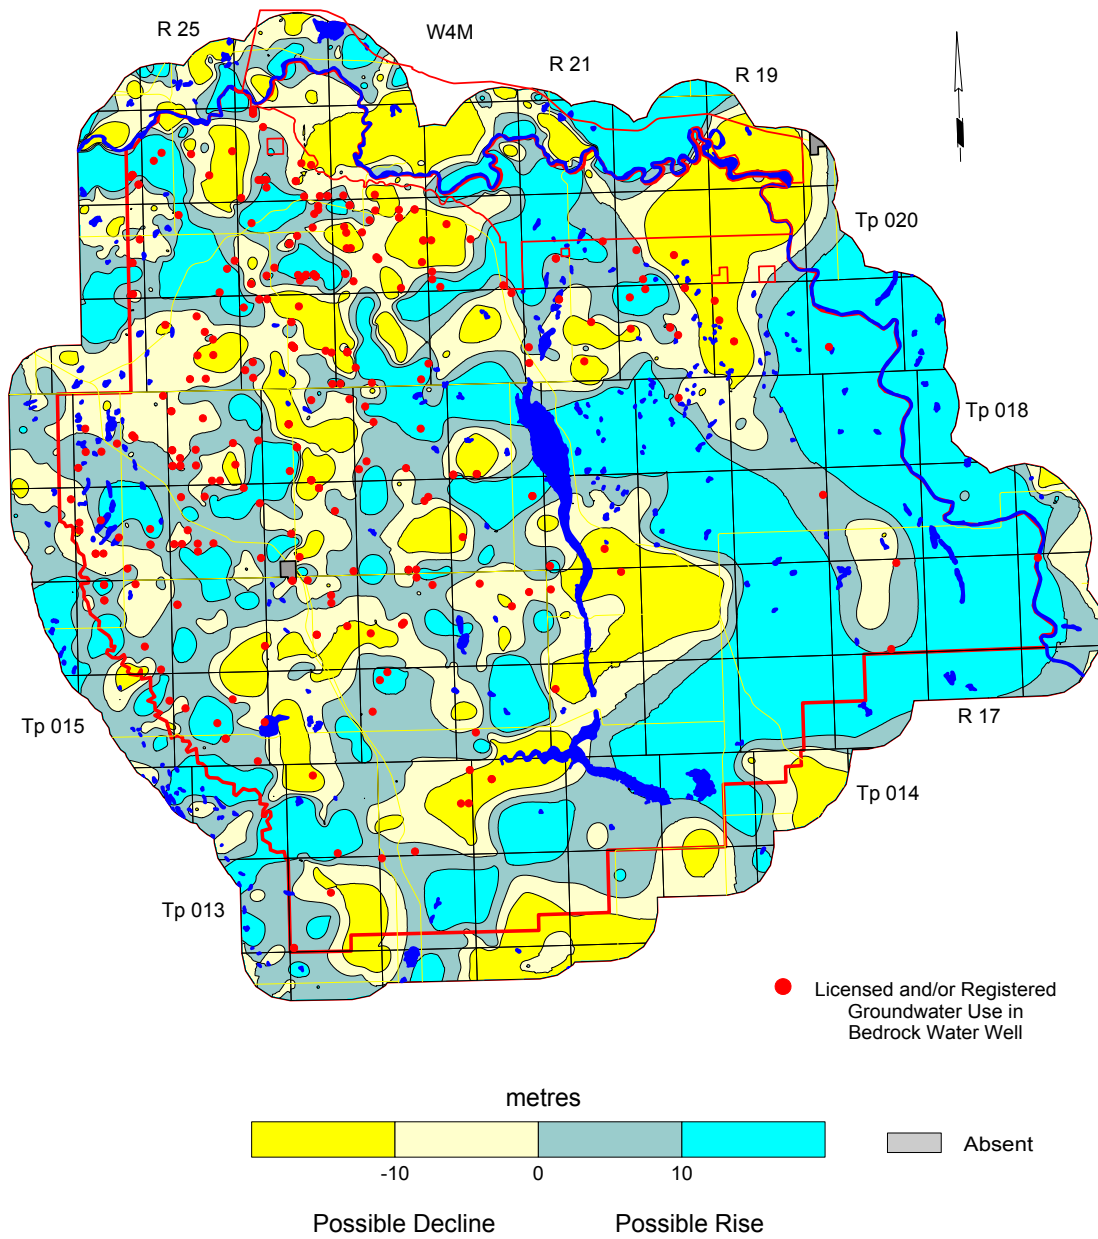 R 25
W4M
R 21
R 19
Tp 020
Tp 018
Tp 015
R 17
Tp 014
Tp 013
Licensed and/or Registered
Groundwater Use in
Bedrock Water Well
metres
-10 0 10
Absent
Possible Decline Possible Rise